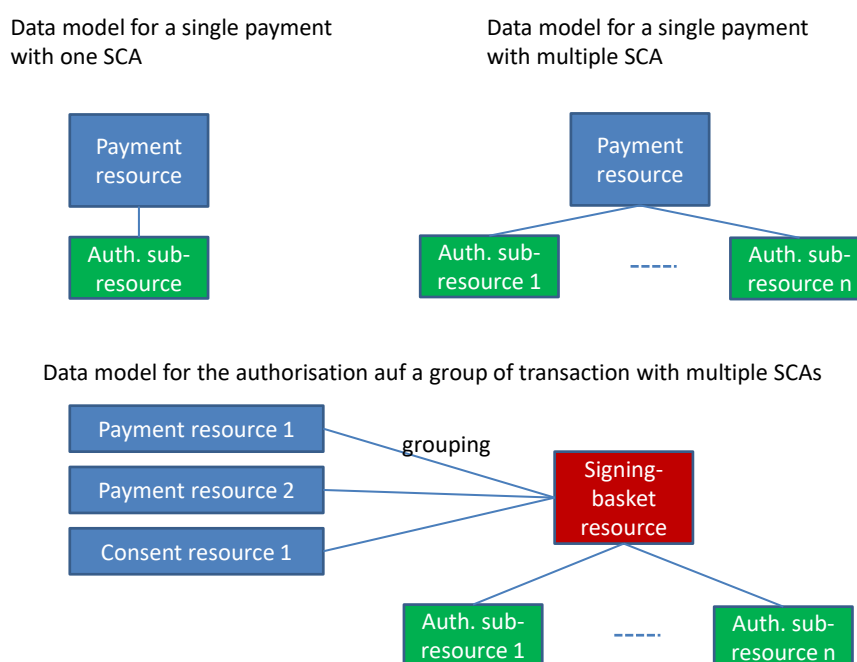 Data model for a single payment
with one SCA
Data model for a single payment
with multiple SCA
Payment
resource
Auth. sub-
resource
Payment
resource
Auth. sub-
resource 1
Auth. sub-
resource n
Data model for the authorisation auf a group of transaction with multiple SCAs
Payment resource 1
Payment resource 2
Consent resource 1
grouping
Signing-
basket
resource
Auth. sub-
resource 1
Auth. sub-
resource n